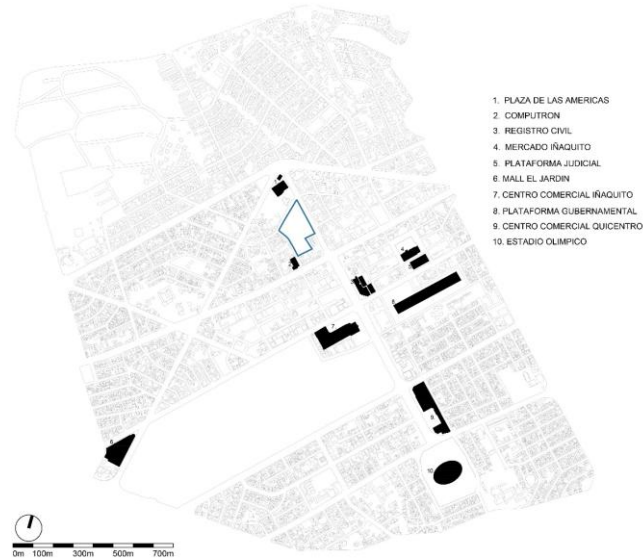 1. PLAZA DE LAS AMERICAS
2. COMPUTRON
3. REGISTRO CIVIL
4. MERCADO IÑAQUITO
5. PLATAFORMA JUDICIAL
6. MALL EL JARDIN
7. CENTRO COMERCIAL IÑAQUITO
8. PLATAFORMA GUBERNAMENTAL
9. CENTRO COMERCIAL QUICENTRO
10. ESTADIO OLIMPICO
7
10
0m 100m 300m 500m 700m